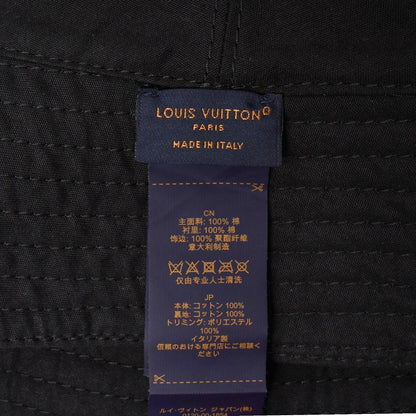 LOUIS VUITTON®
PARIS
MADE IN ITALY
CN
主面料: 100% 棉
衬里: 100% 棉
饰边: 100% 聚酯纤维
意大利制造
仅由专业人士清洗
JP
本体: コットン 100%
裏地: コットン 100%
トリミング: ポリエステル
100%
イタリア製
信頼のおける専門店に
ご相談ください
ルイ・ヴィトン ジャパン(株)
0120-00-1854